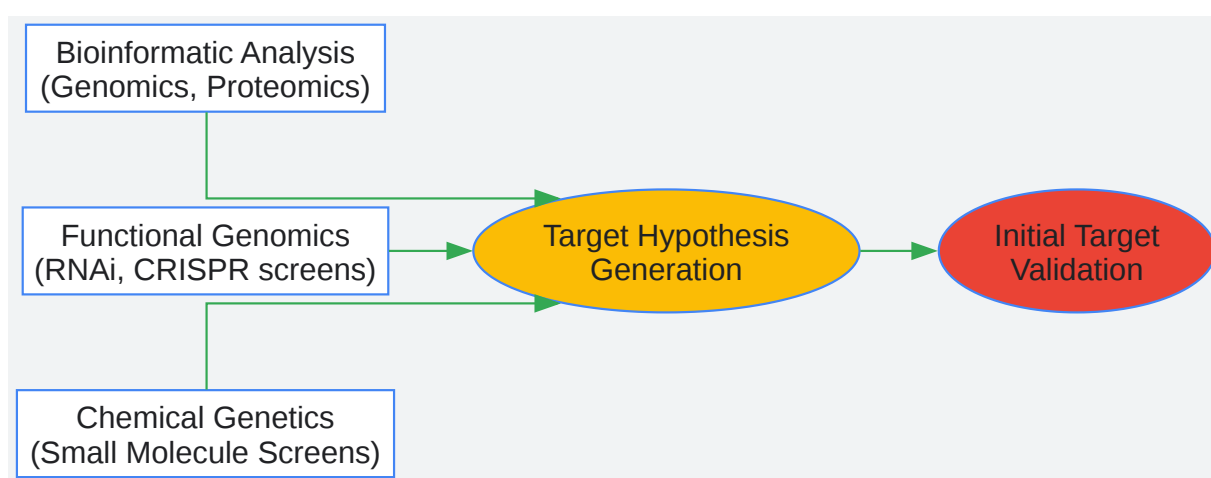 Bioinformatic Analysis
(Genomics, Proteomics)
Functional Genomics
(RNAi, CRISPR screens)
Chemical Genetics
(Small Molecule Screens)
Target Hypothesis
Generation
Initial Target
Validation